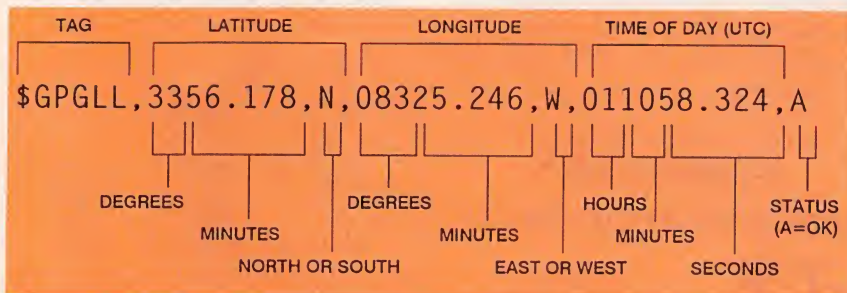 TAG LATITUDE LONGITUDE TIME OF DAY (UTC)
$GPGLL,3356.178,N,08325.246,W,011058.324,A
DEGREES DEGREES HOURS STATUS
(A=OK)
MINUTES MINUTES MINUTES
NORTH OR SOUTH EAST OR WEST SECONDS